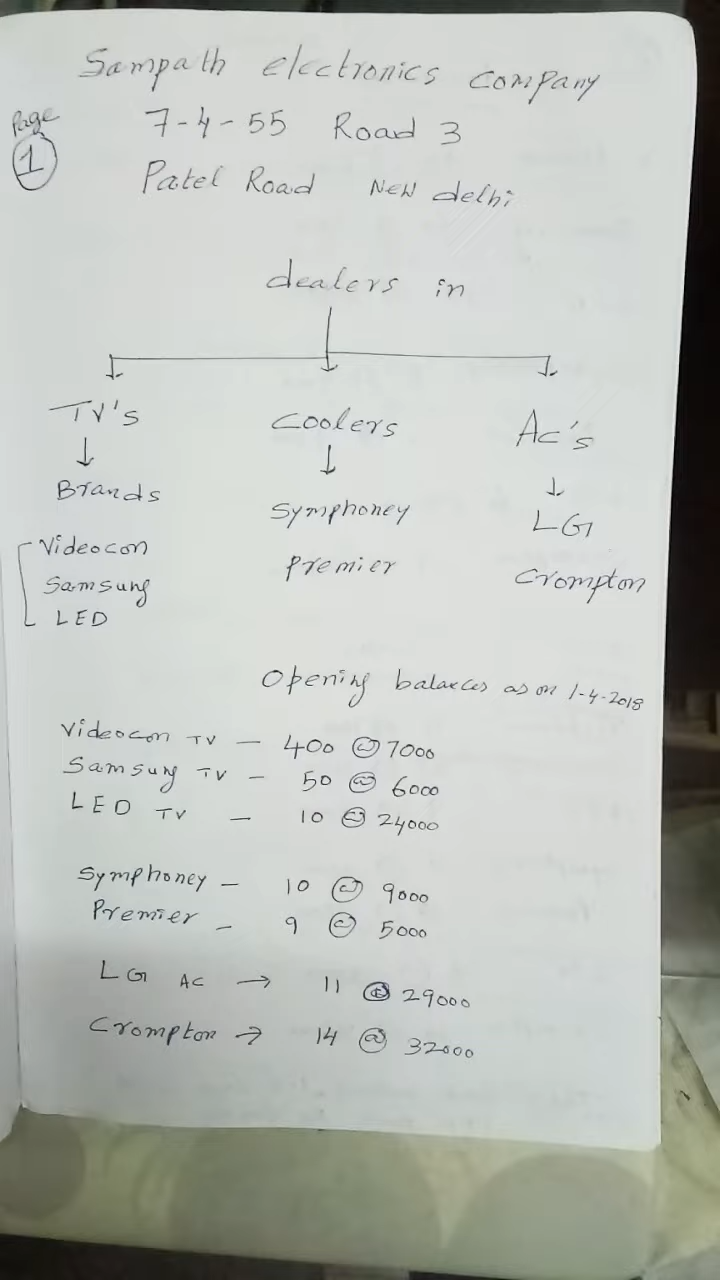 Sampath electronics company
Page
1
7-4-55 Road 3
Patel Road New delhi
dealers in
TV's Coolers Ac's
Brands
Symphoney LG
Videocon
Premier Crompton
Samsung
LED
Opening balances as on 1-4-2018
Videocon TV - 400 @ 7000
Samsung TV - 50 @ 6000
LED TV - 10 @ 24000
Symphoney - 10 @ 9000
Premier - 9 @ 5000
LG AC → 11 @ 29000
Crompton → 14 @ 32000